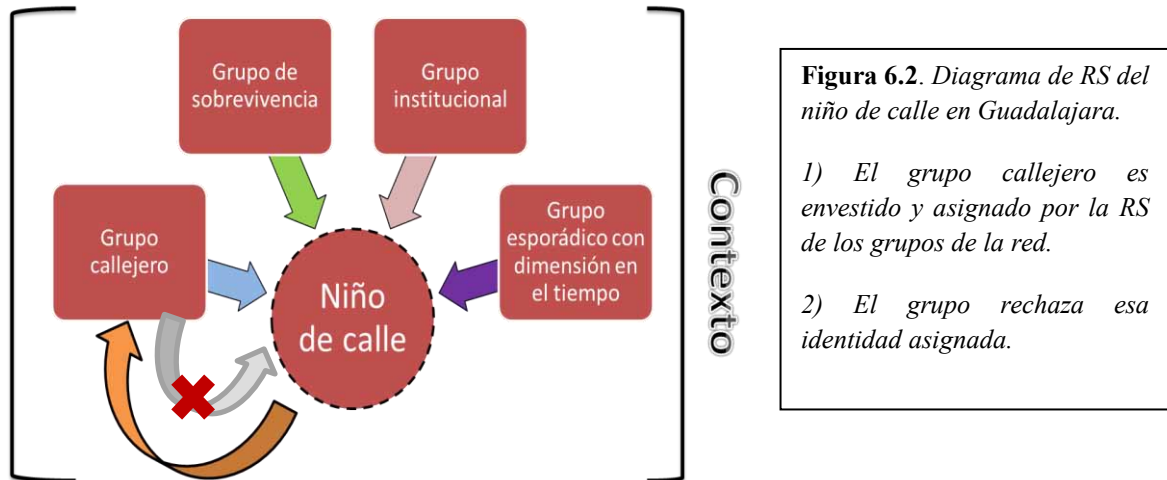 Grupo de
sobrevivencia
Grupo
institucional
Grupo
callejero
Grupo
esporádico con
dimensión en
el tiempo
Niño
de calle
Contexto
Figura 6.2. Diagrama de RS del
niño de calle en Guadalajara.
1) El grupo callejero es
envestido y asignado por la RS
de los grupos de la red.
2) El grupo rechaza esa
identidad asignada.